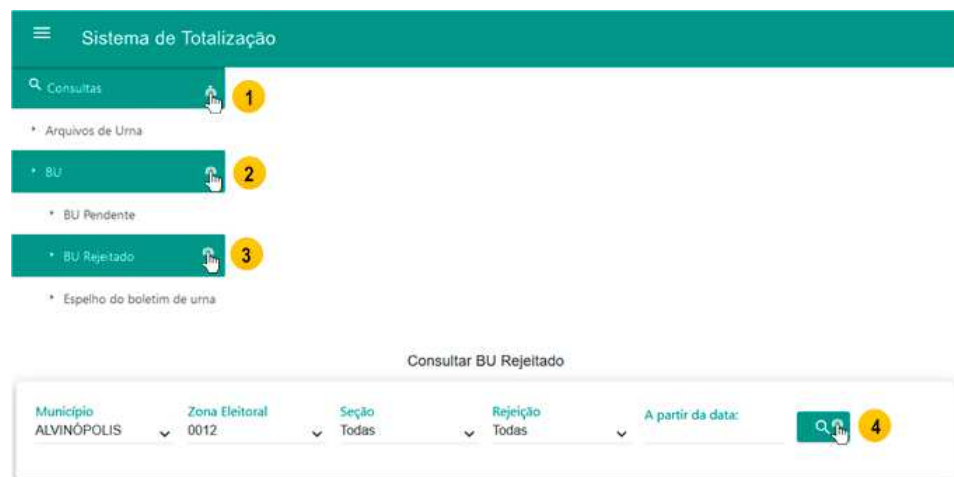 Sistema de Totalização
Consultas
1
Arquivos de Urna
BU
2
BU Pendente
BU Rejeitado
3
Espelho do boletim de urna
Consultar BU Rejeitado
Município Zona Eleitoral Seção Rejeição A partir da data:
ALVINÓPOLIS 0012 Todas Todas
4